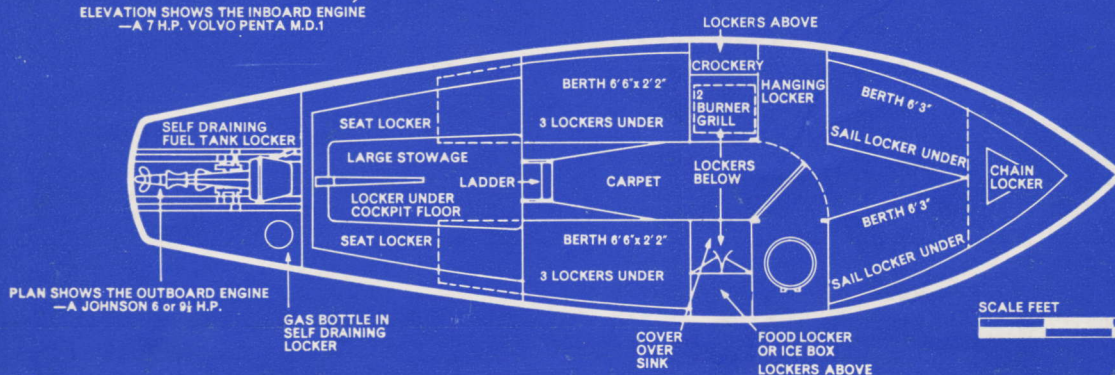 ELEVATION SHOWS THE INBOARD ENGINE
—A 7 H.P. VOLVO PENTA M.D.1
LOCKERS ABOVE
CROCKERY
BERTH 6'6"x 2'2"
HANGING
LOCKER
BERTH 6'3"
2
BURNER
GRILL
SELF DRAINING
FUEL TANK LOCKER
SEAT LOCKER
3 LOCKERS UNDER
SAIL LOCKER UNDER
LARGE STOWAGE
LADDER
CARPET
LOCKERS
BELOW
CHAIN
LOCKER
LOCKER UNDER
COCKPIT FLOOR
BERTH 6'3"
SEAT LOCKER
BERTH 6'6"x 2'2"
SAIL LOCKER UNDER
3 LOCKERS UNDER
PLAN SHOWS THE OUTBOARD ENGINE
—A JOHNSON 6 or 9½ H.P.
GAS BOTTLE IN
SELF DRAINING
LOCKER
COVER
OVER
SINK
FOOD LOCKER
OR ICE BOX
LOCKERS ABOVE
SCALE FEET